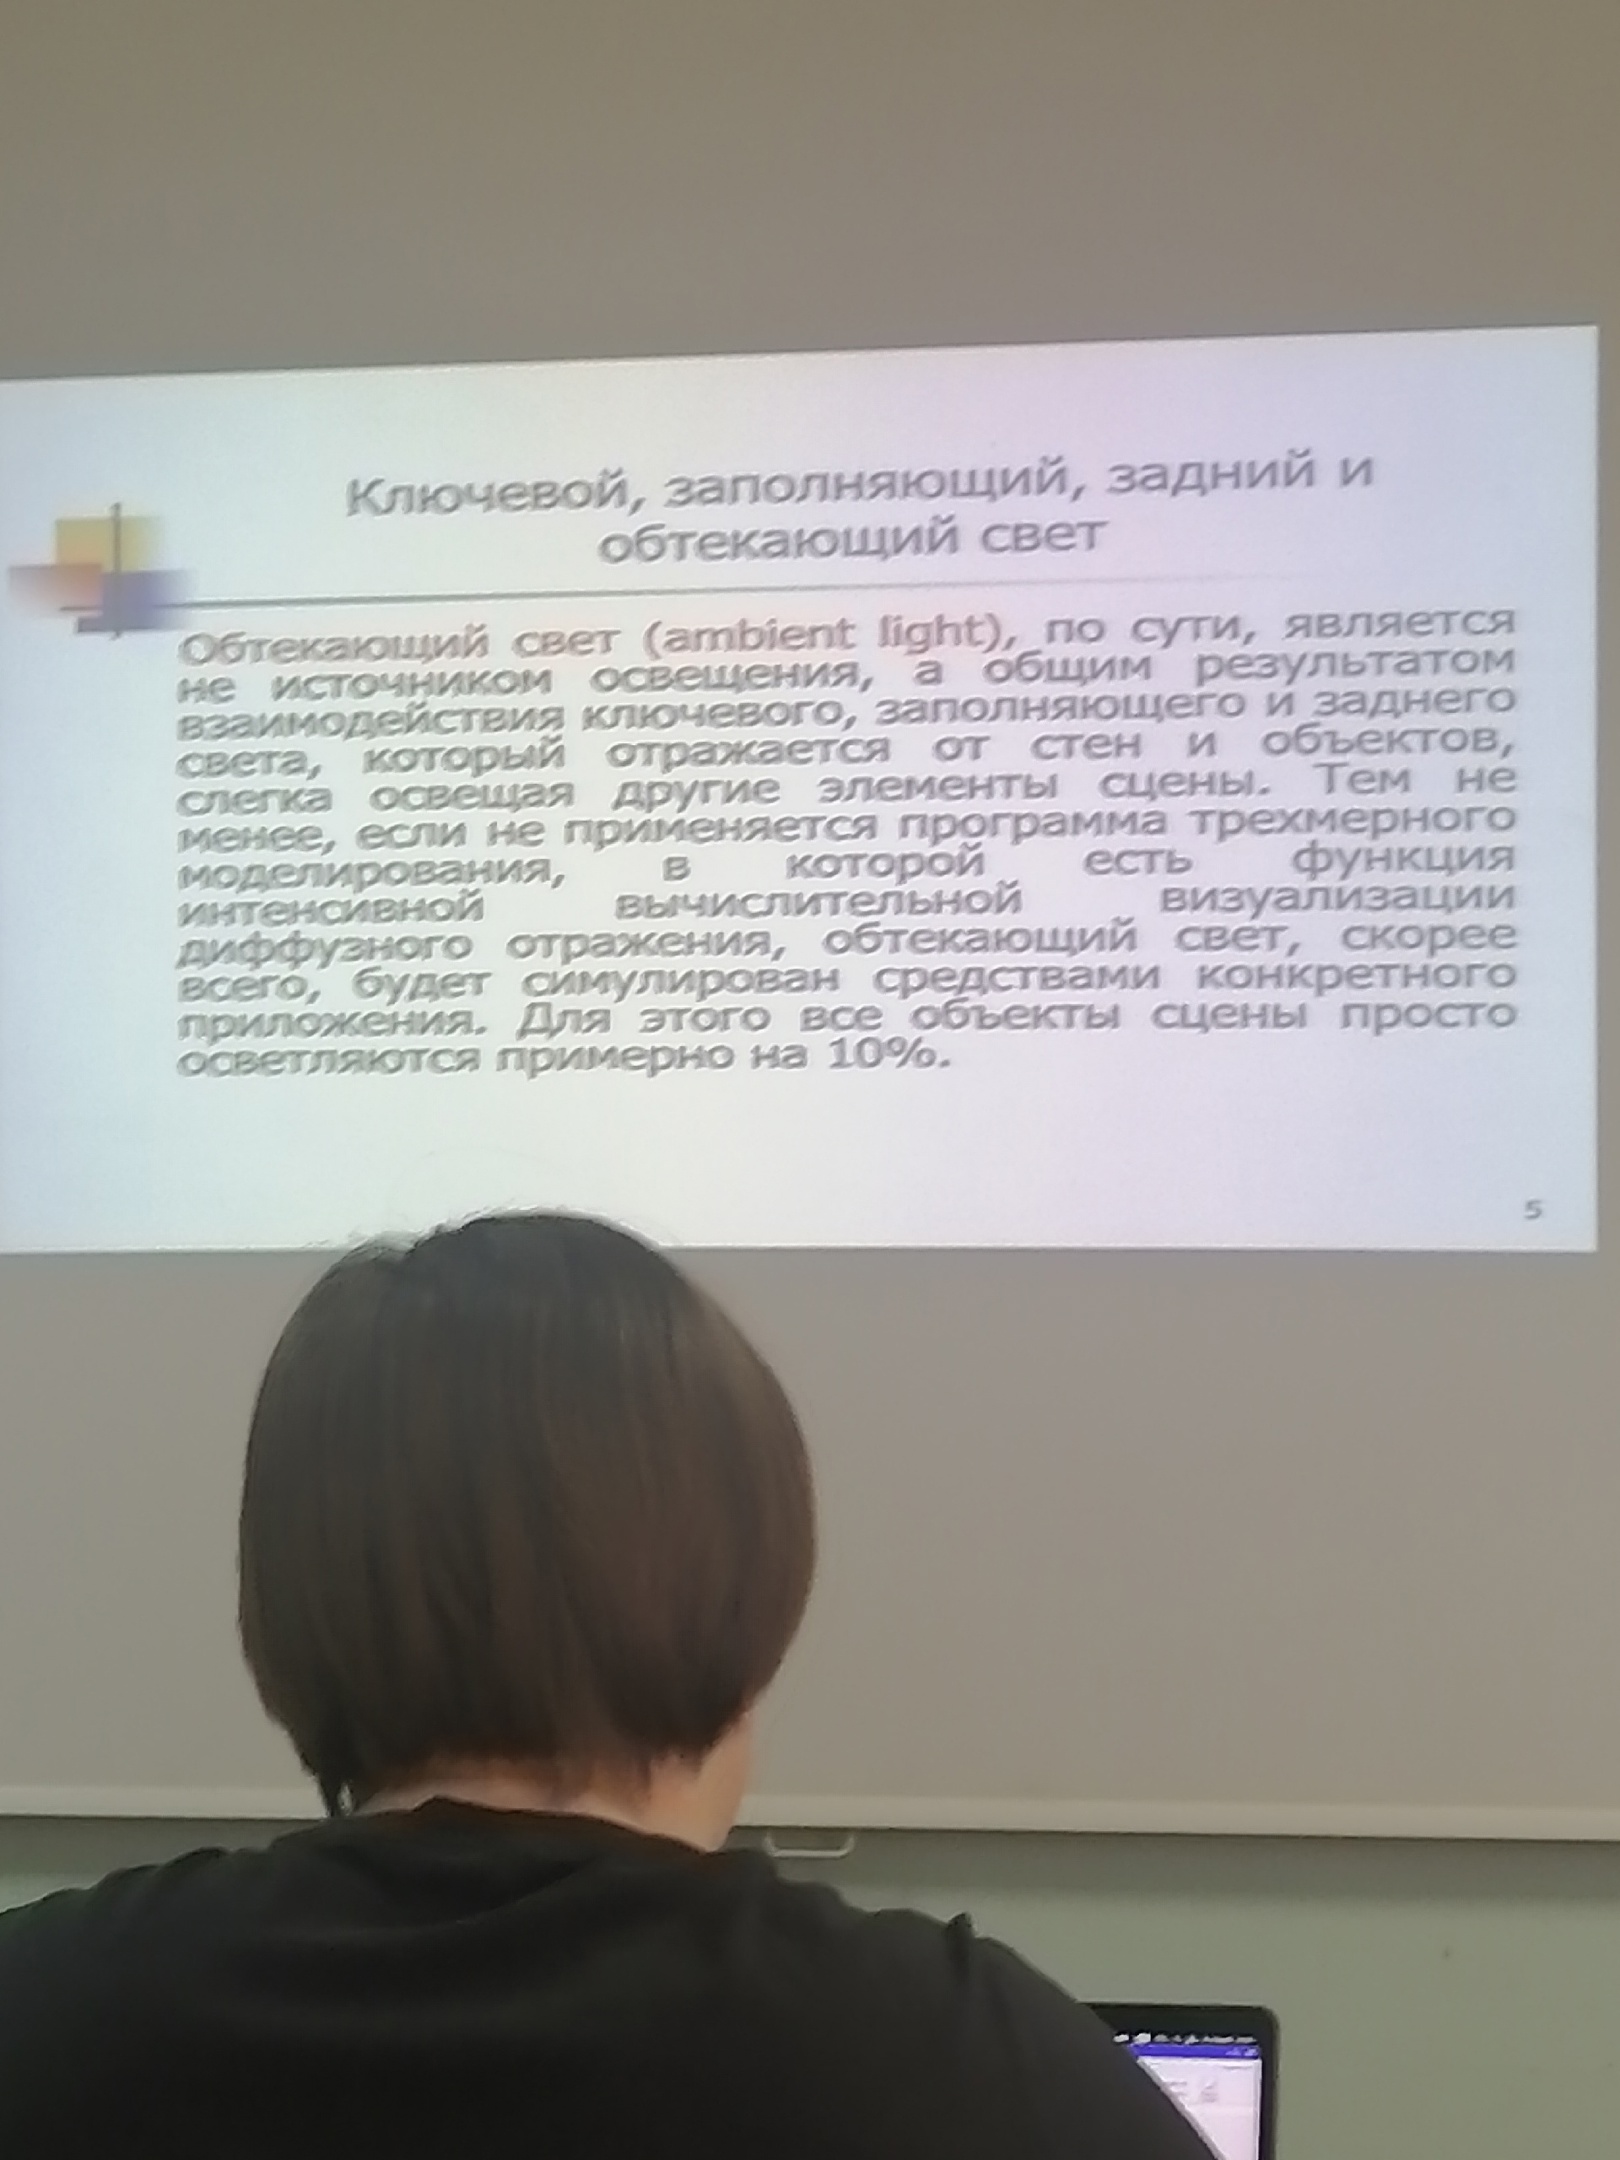 Ключевой, заполняющий, задний и
обтекающий свет
Обтекающий свет (ambient light), по сути, является
не источником освещения, а общим результатом
взаимодействия ключевого, заполняющего и заднего
света, который отражается от стен и объектов,
слегка освещая другие элементы сцены. Тем не
менее, если не применяется программа трехмерного
моделирования, в которой есть функция
интенсивной вычислительной визуализации
диффузного отражения, обтекающий свет, скорее
всего, будет симулирован средствами конкретного
приложения. Для этого все объекты сцены просто
осветляются примерно на 10%.
5